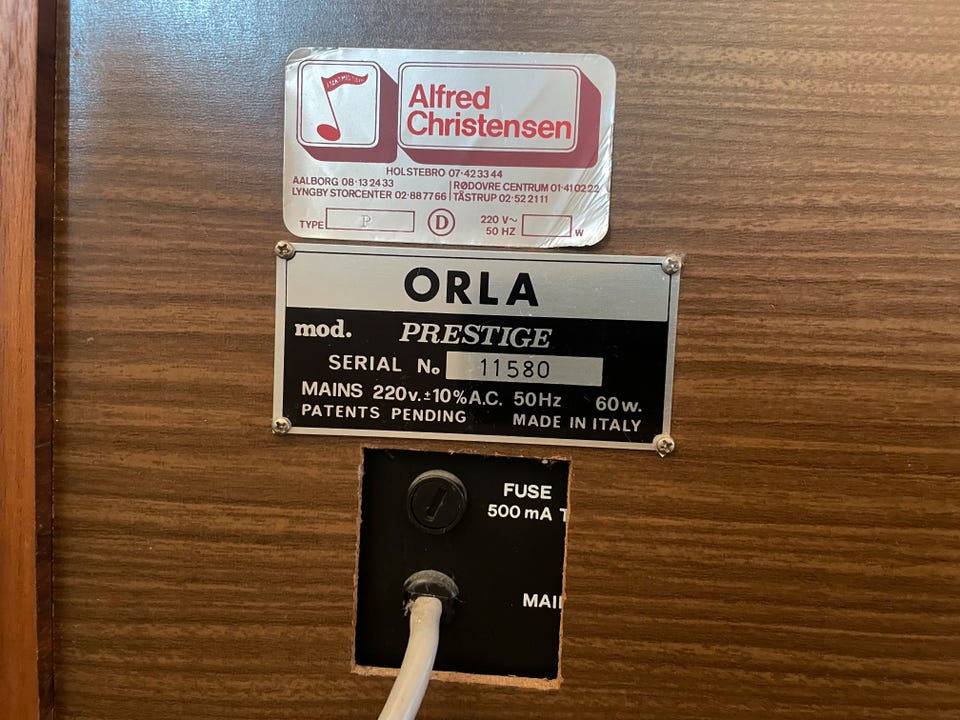 Alfred
Christensen
HOLSTEBRO 07·42 33 44
AALBORG 08·13 24 33
LYNGBY STORCENTER 02·88 77 66
RØDOVRE CENTRUM 01·41 02 22
TÅSTRUP 02·52 21 11
TYPE P D 220 V~
50 HZ W
ORLA
mod. PRESTIGE
SERIAL No 11580
MAINS 220v.±10% A.C. 50Hz 60w.
PATENTS PENDING MADE IN ITALY
FUSE
500 mA T
MAI